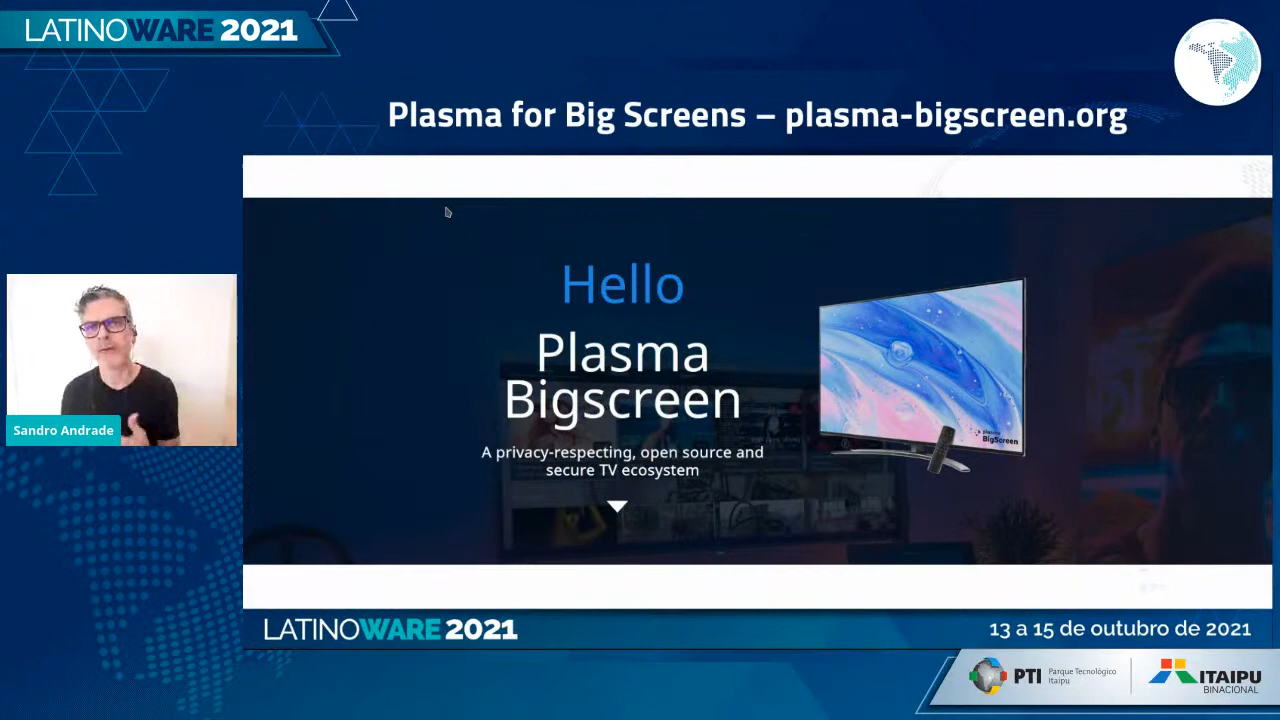 LATINOWARE 2021
Plasma for Big Screens – plasma-bigscreen.org
Hello
Plasma
Bigscreen
A privacy-respecting, open source and
secure TV ecosystem
plasma
BigScreen
Sandro Andrade
LATINOWARE 2021
13 a 15 de outubro de 2021
PTI
Parque Tecnológico
Itaipu
ITAIPU
BINACIONAL